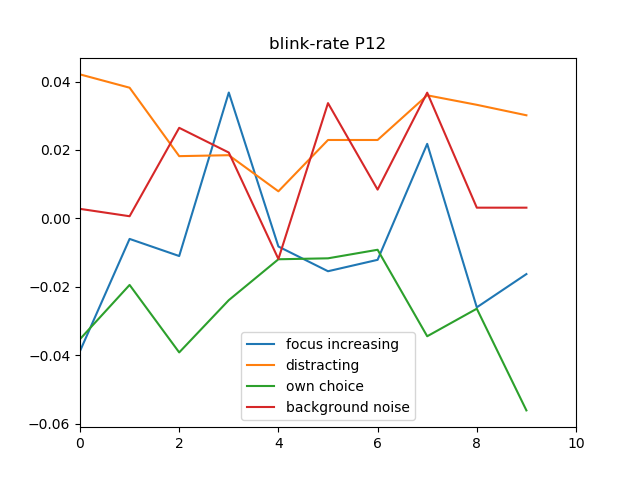 blink-rate P12
0.04
0.02
0.00
−0.02
−0.04
−0.06
focus increasing
distracting
own choice
background noise
0 2 4 6 8 10